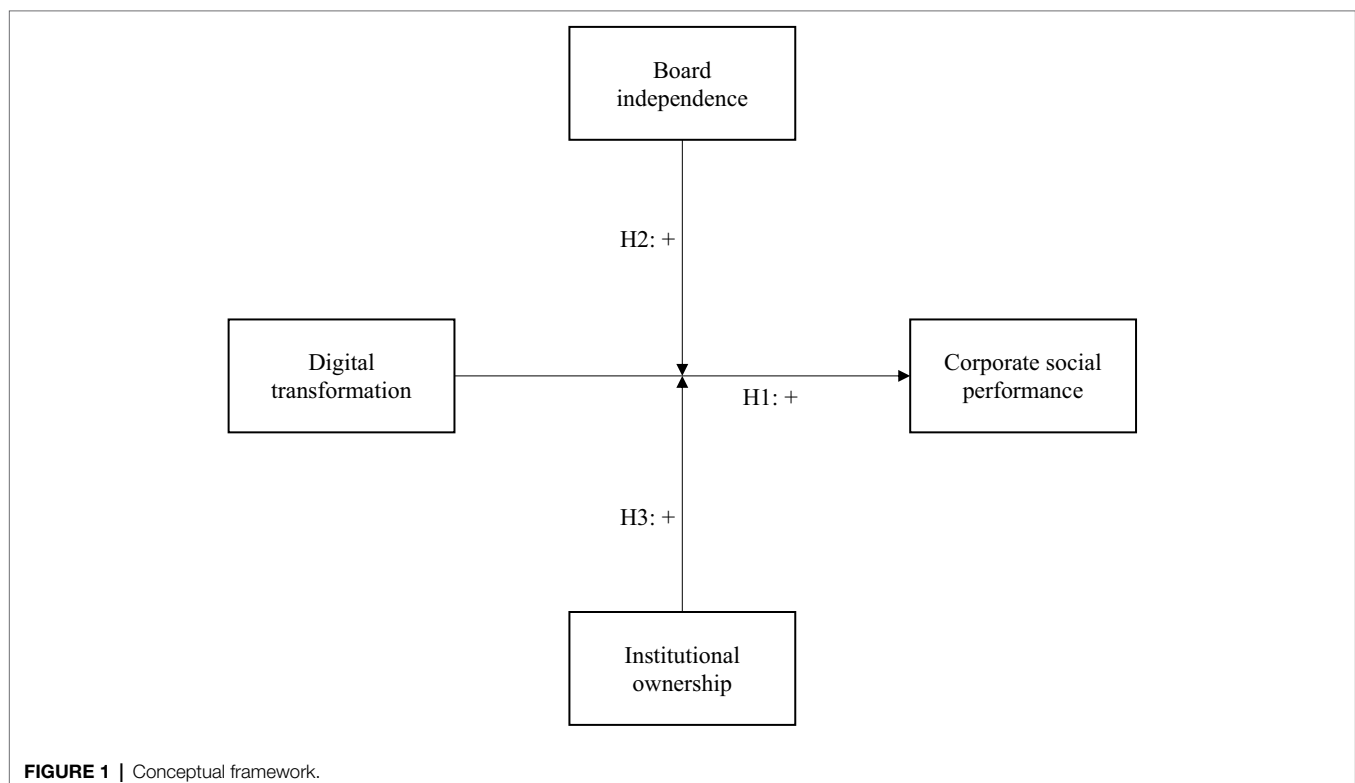 Board
independence
H2: +
Digital
transformation
Corporate social
performance
H1: +
H3: +
Institutional
ownership
FIGURE 1 | Conceptual framework.